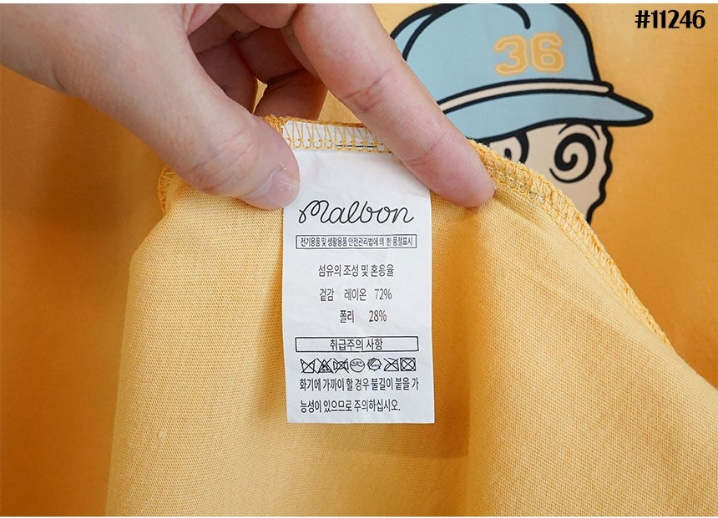 #11246
36
Malbon
전기용품 및 생활용품 안전관리법에 의 한 품질표시
섬유의 조성 및 혼용율
겉감 레이온 72%
폴리 28%
취급주의 사항
화기에 가까이 할 경우 불길이 붙을 가
능성이 있으므로 주의하십시오.